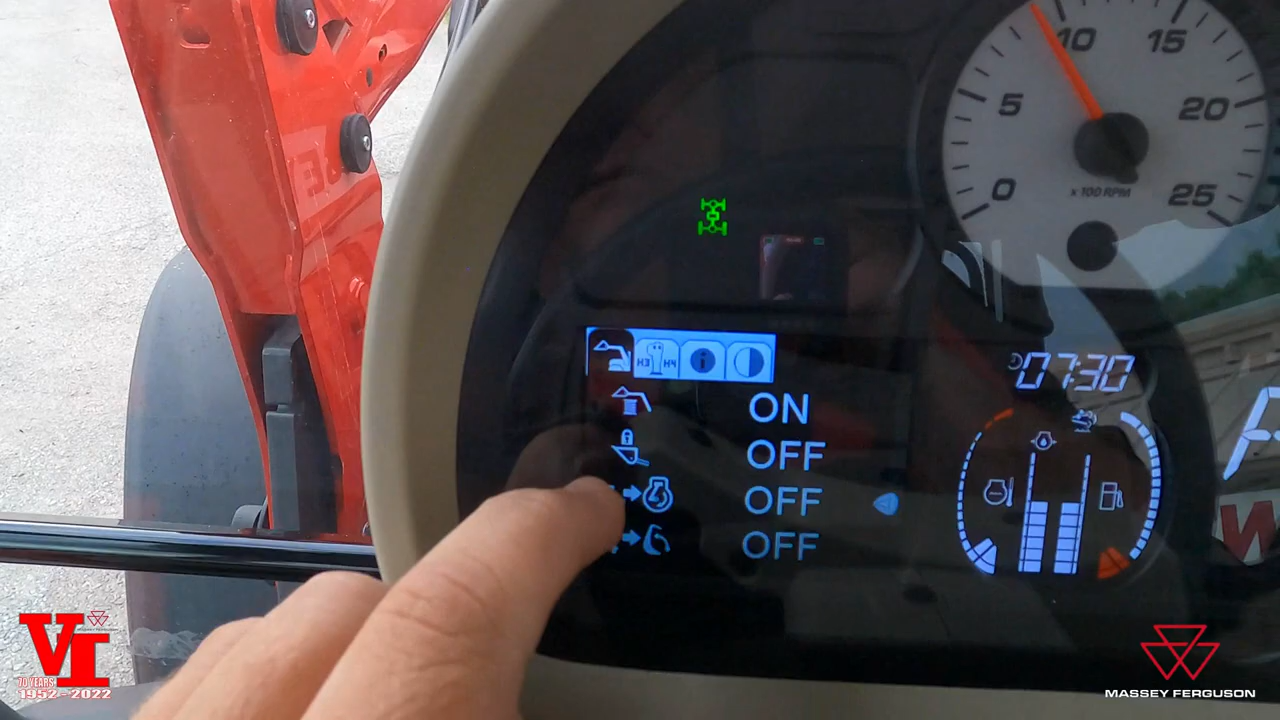 10
15
5
20
0
x 100 RPM
25
H3 H4
i
07:30
ON
OFF
OFF
OFF
VI
70 YEARS
1952 - 2022
MASSEY FERGUSON